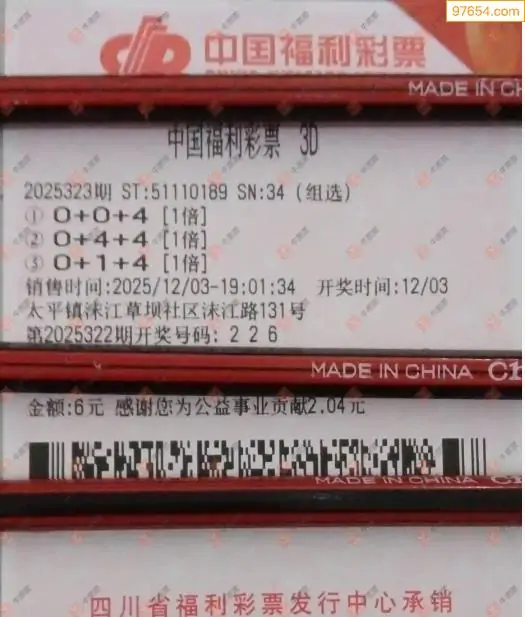 97654.com
中国福利彩票
MADE IN CH
中国福利彩票 3D
2025323期 ST:51110189 SN:34 (组选)
① 0+0+4 [1倍]
② 0+4+4 [1倍]
③ 0+1+4 [1倍]
销售时间:2025/12/03-19:01:34 开奖时间:12/03
太平镇沫江草坝社区沫江路131号
第2025322期开奖号码: 2 2 6
MADE IN CHINA
金额:6元 感谢您为公益事业贡献2.04元
MADE IN CHINA
四川省福利彩票发行中心承销